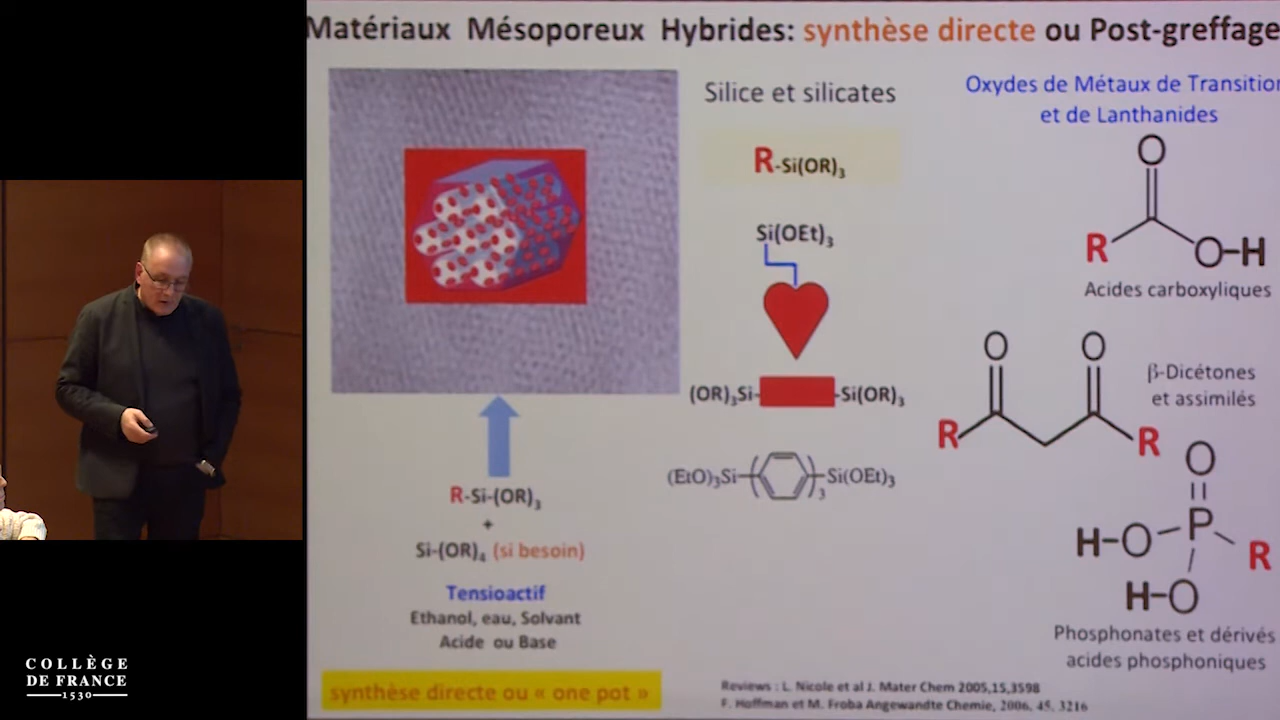 Matériaux Mésoporeux Hybrides: synthèse directe ou Post-greffage
Silice et silicates
R-Si(OR)3
Si(OEt)3
(OR)3Si- -Si(OR)3
(EtO)3Si-( )3-Si(OEt)3
R-Si-(OR)3
+
Si-(OR)4 (si besoin)
Tensioactif
Ethanol, eau, Solvant
Acide ou Base
synthèse directe ou « one pot »
Oxydes de Métaux de Transition
et de Lanthanides
O
R
O-H
Acides carboxyliques
O O
R R
β-Dicétones
et assimilés
O
H-O P R
H-O
Phosphonates et dérivés
acides phosphoniques
Reviews : L. Nicole et al J. Mater Chem 2005,15,3598
F. Hoffman et M. Froba Angewandte Chemie, 2006, 45, 3216
COLLÈGE
DE FRANCE
1530